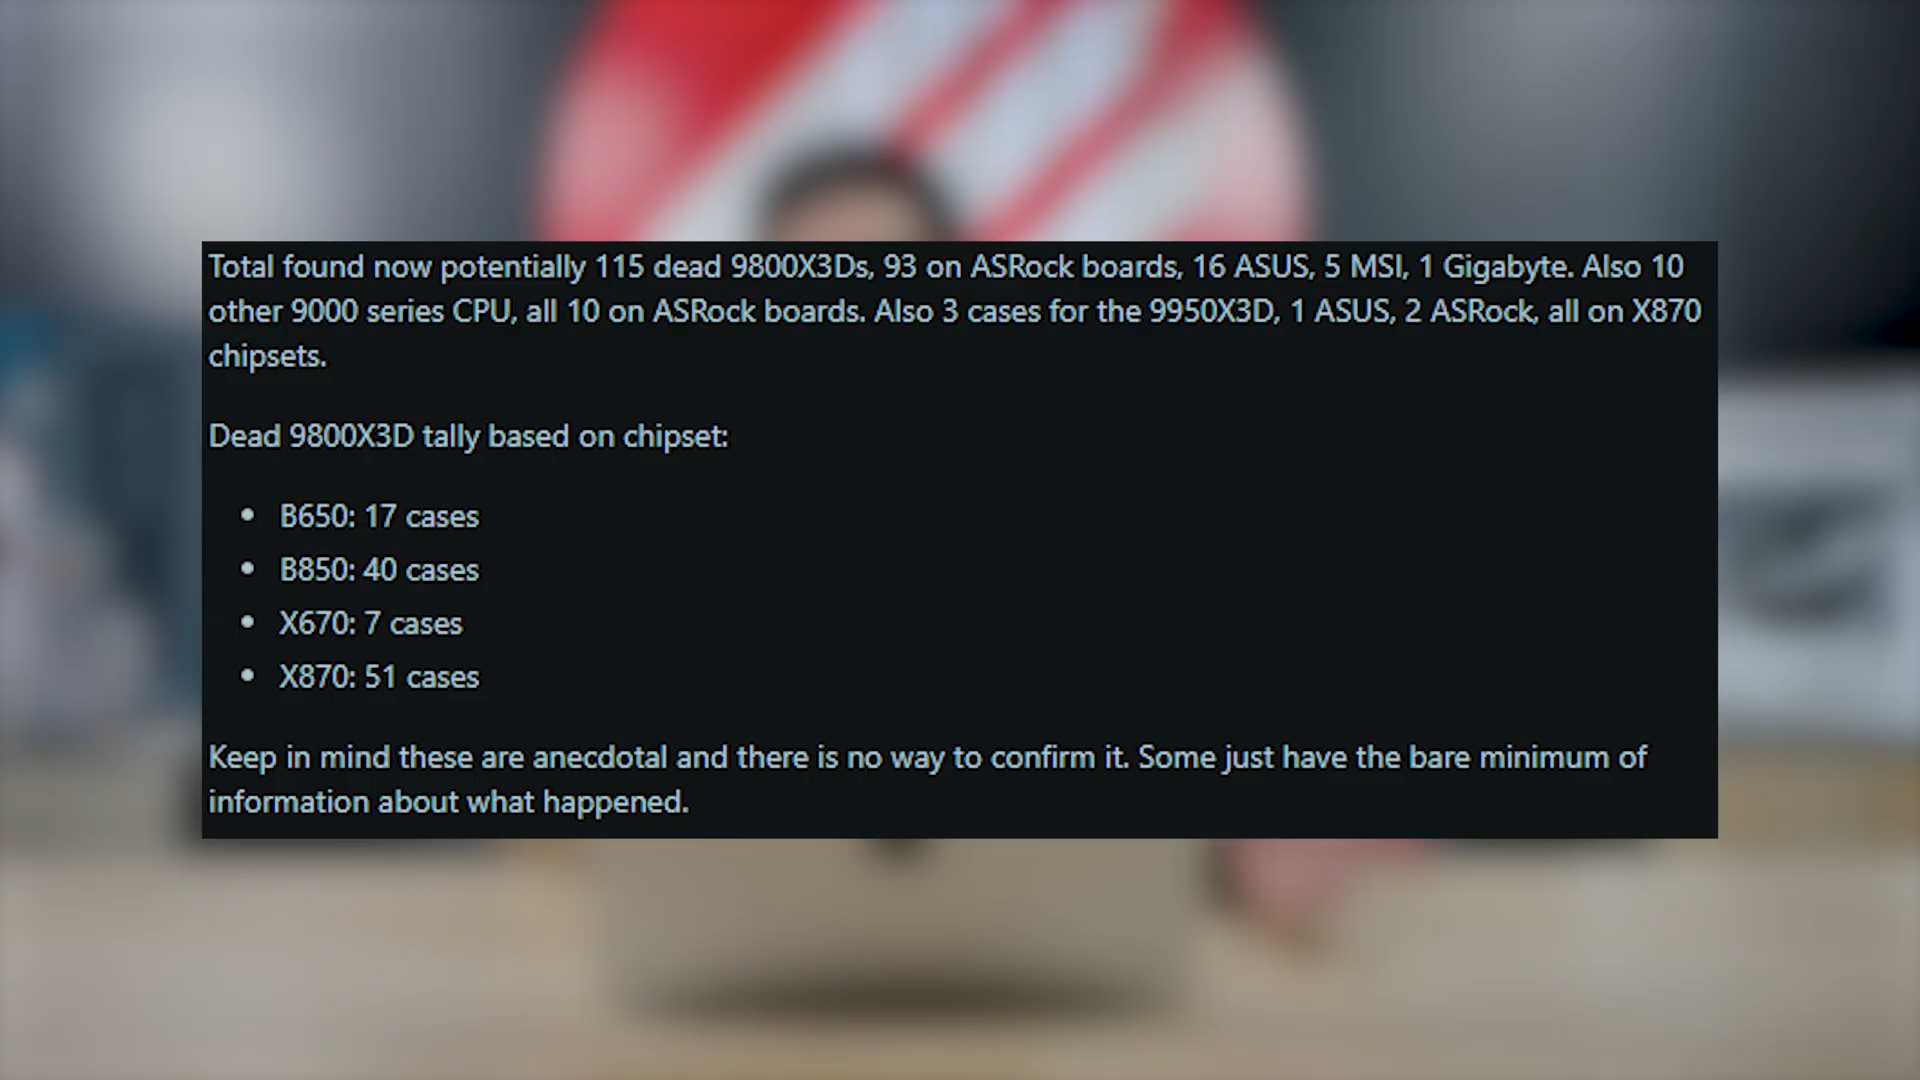 Total found now potentially 115 dead 9800X3Ds, 93 on ASRock boards, 16 ASUS, 5 MSI, 1 Gigabyte. Also 10
other 9000 series CPU, all 10 on ASRock boards. Also 3 cases for the 9950X3D, 1 ASUS, 2 ASRock, all on X870
chipsets.
Dead 9800X3D tally based on chipset:
• B650: 17 cases
• B850: 40 cases
• X670: 7 cases
• X870: 51 cases
Keep in mind these are anecdotal and there is no way to confirm it. Some just have the bare minimum of
information about what happened.